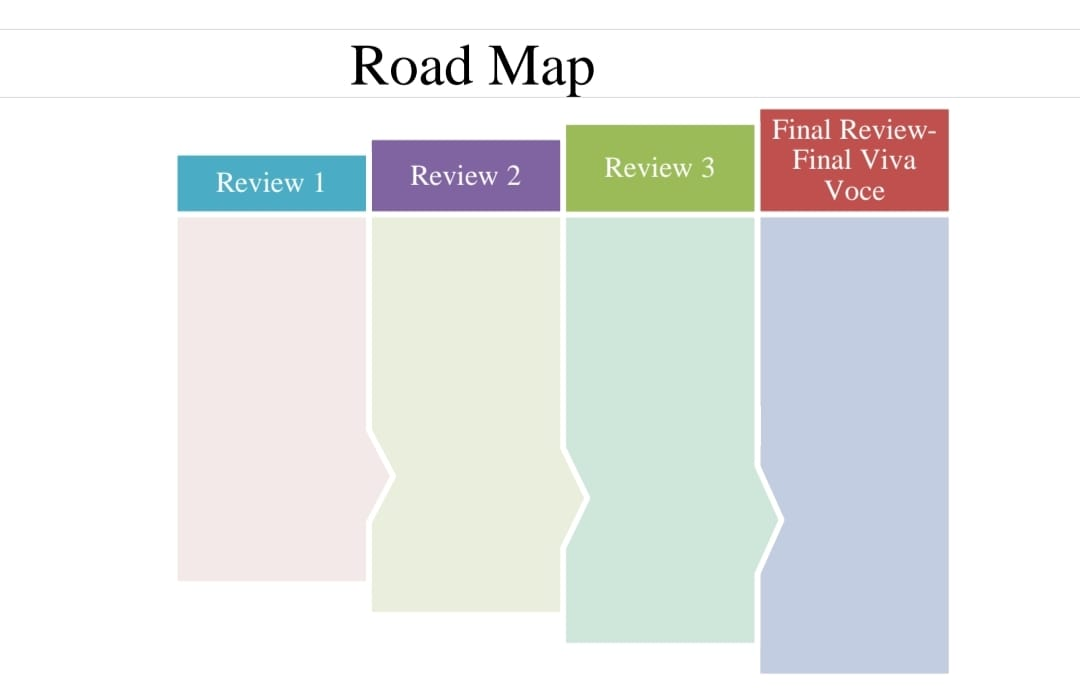 Road Map
Review 1
Review 2
Review 3
Final Review-
Final Viva
Voce